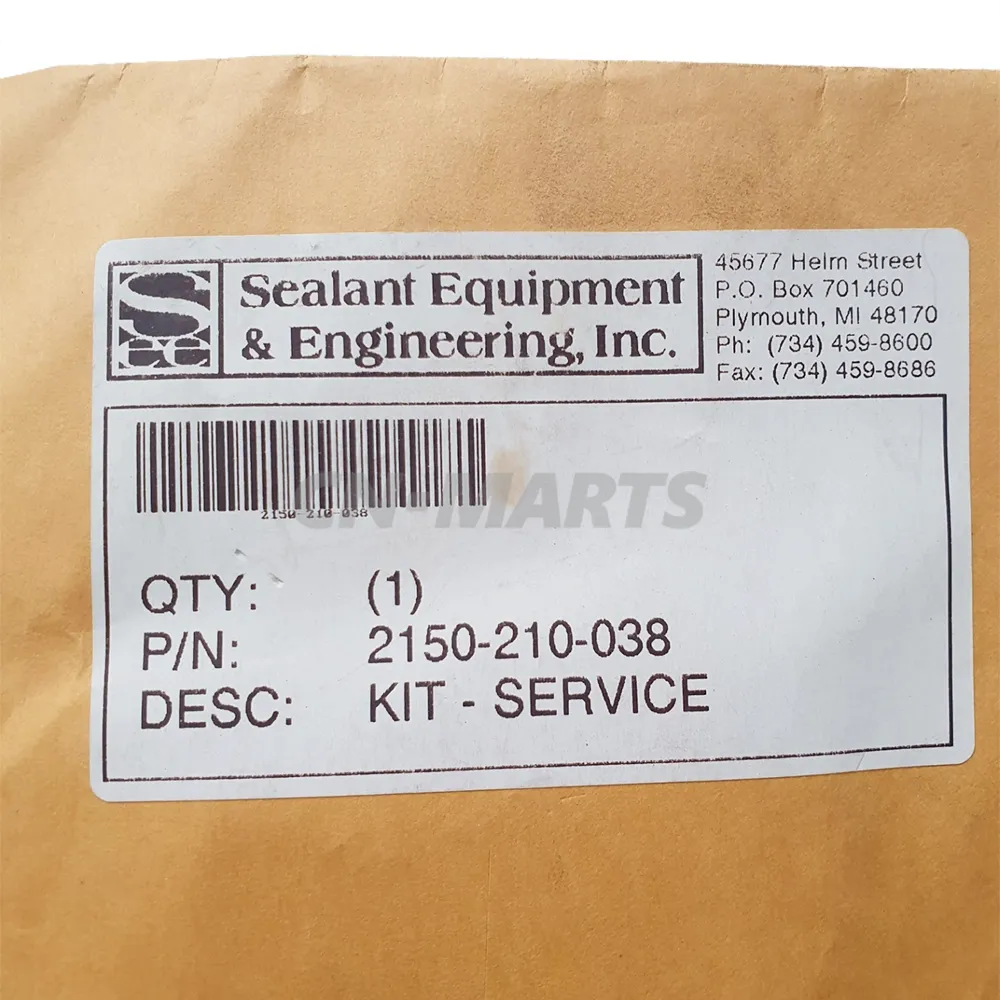 Sealant Equipment
& Engineering, Inc.
45677 Helm Street
P.O. Box 701460
Plymouth, MI 48170
Ph: (734) 459-8600
Fax: (734) 459-8686
2150-210-038
CN-MARTS
QTY: (1)
P/N: 2150-210-038
DESC: KIT - SERVICE